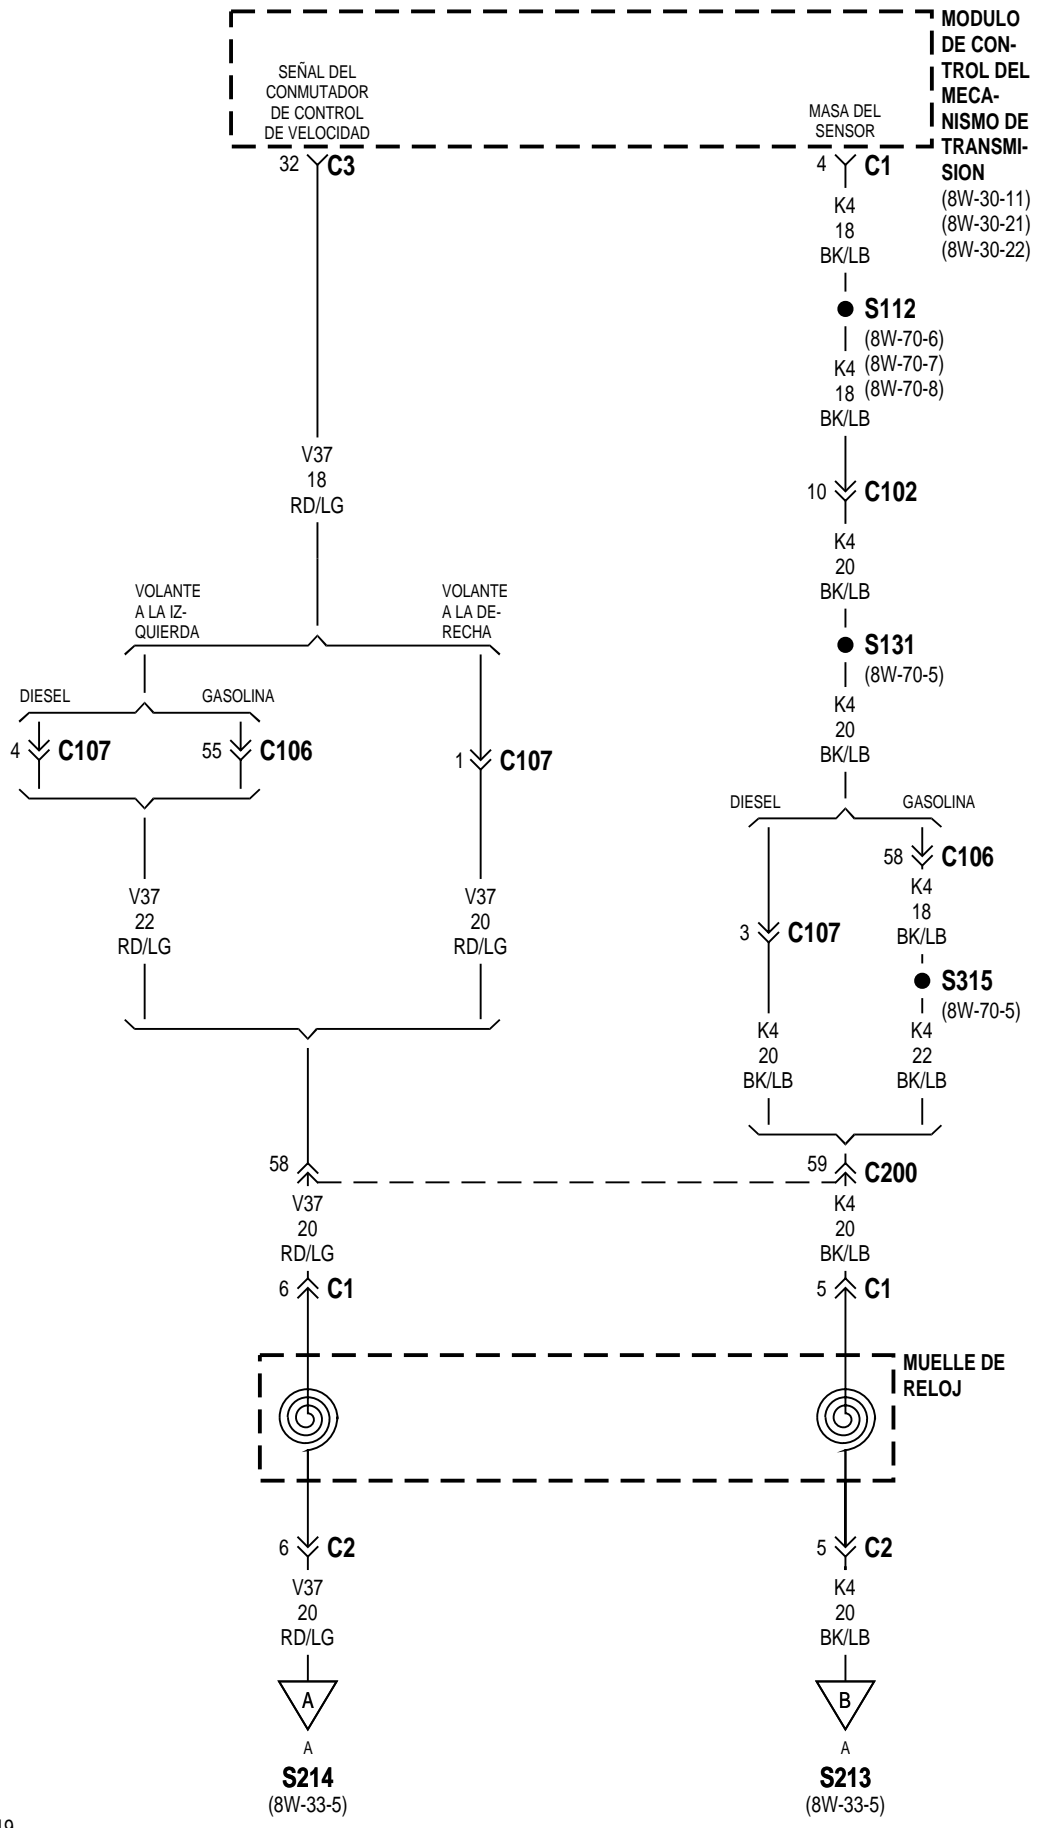 MODULO
DE CON-
TROL DEL
MECA-
NISMO DE
TRANSMI-
SION
(8W-30-11)
(8W-30-21)
(8W-30-22)
SEÑAL DEL
CONMUTADOR
DE CONTROL
DE VELOCIDAD
MASA DEL
SENSOR
32 C3
4 C1
K4
18
BK/LB
S112
(8W-70-6)
(8W-70-7)
(8W-70-8)
K4
18
BK/LB
V37
18
RD/LG
10 C102
K4
20
BK/LB
VOLANTE
A LA IZ-
QUIERDA
VOLANTE
A LA DE-
RECHA
S131
(8W-70-5)
K4
20
BK/LB
DIESEL
GASOLINA
4 C107
55 C106
1 C107
DIESEL
GASOLINA
58 C106
K4
18
BK/LB
V37
22
RD/LG
V37
20
RD/LG
3 C107
S315
(8W-70-5)
K4
20
BK/LB
K4
22
BK/LB
58
59 C200
V37
20
RD/LG
K4
20
BK/LB
6 C1
5 C1
MUELLE DE
RELOJ
6 C2
5 C2
V37
20
RD/LG
K4
20
BK/LB
A
B
A
A
S214
(8W-33-5)
S213
(8W-33-5)